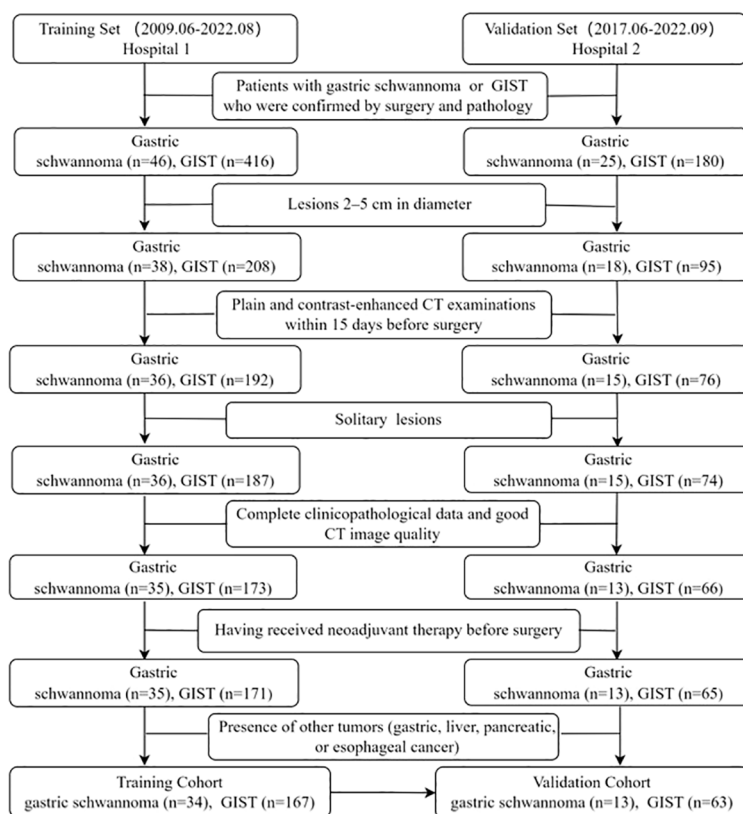 Training Set （2009.06-2022.08)
Hospital 1
Validation Set (2017.06-2022.09)
Hospital 2
Patients with gastric schwannoma or GIST
who were confirmed by surgery and pathology
Gastric
schwannoma (n=46), GIST (n=416)
Gastric
schwannoma (n=25), GIST (n=180)
Lesions 2–5 cm in diameter
Gastric
schwannoma (n=38), GIST (n=208)
Gastric
schwannoma (n=18), GIST (n=95)
Plain and contrast-enhanced CT examinations
within 15 days before surgery
Gastric
schwannoma (n=36), GIST (n=192)
Gastric
schwannoma (n=15), GIST (n=76)
Solitary lesions
Gastric
schwannoma (n=36), GIST (n=187)
Gastric
schwannoma (n=15), GIST (n=74)
Complete clinicopathological data and good
CT image quality
Gastric
schwannoma (n=35), GIST (n=173)
Gastric
schwannoma (n=13), GIST (n=66)
Having received neoadjuvant therapy before surgery
Gastric
schwannoma (n=35), GIST (n=171)
Gastric
schwannoma (n=13), GIST (n=65)
Presence of other tumors (gastric, liver, pancreatic,
or esophageal cancer)
Training Cohort
gastric schwannoma (n=34), GIST (n=167)
Validation Cohort
gastric schwannoma (n=13), GIST (n=63)